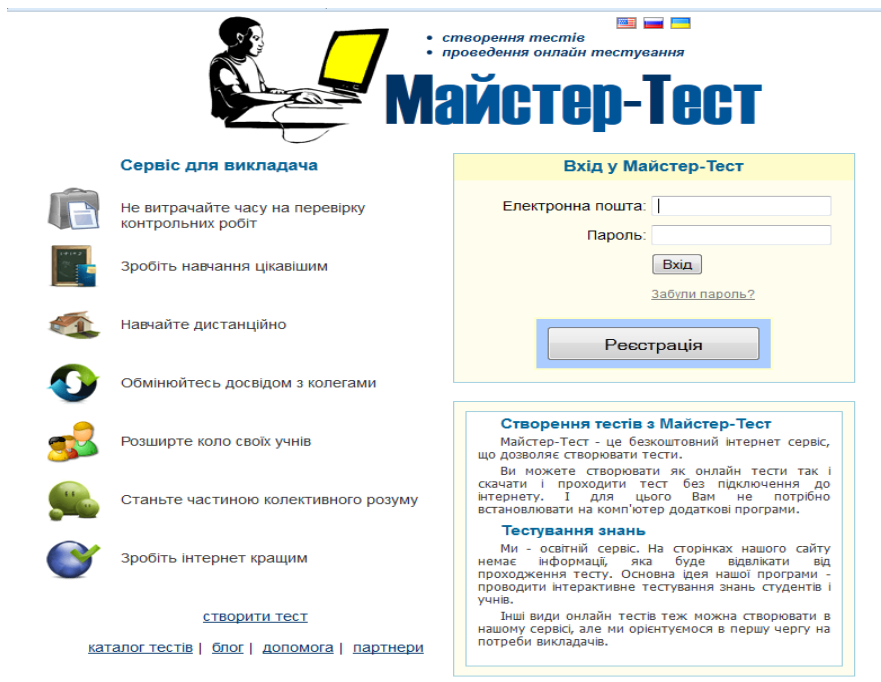 • створення тестів
• проведення онлайн тестування
Майстер-Тест
Сервіс для викладача
Не витрачайте часу на перевірку
контрольних робіт
Зробіть навчання цікавішим
Навчайте дистанційно
Обмінюйтесь досвідом з колегами
Розширте коло своїх учнів
Станьте частиною колективного розуму
Зробіть інтернет кращим
створити тест
каталог тестів | блог | допомога | партнери
Вхід у Майстер-Тест
Електронна пошта:
Пароль:
Вхід
Забули пароль?
Реєстрація
Створення тестів з Майстер-Тест
Майстер-Тест - це безкоштовний інтернет сервіс,
що дозволяє створювати тести.
Ви можете створювати як онлайн тести так і
скачати і проходити тест без підключення до
інтернету. І для цього Вам не потрібно
встановлювати на комп'ютер додаткові програми.
Тестування знань
Ми - освітній сервіс. На сторінках нашого сайту
немає інформації, яка буде відвлікати від
проходження тесту. Основна ідея нашої програми -
проводити інтерактивне тестування знань студентів і
учнів.
Інші види онлайн тестів теж можна створювати в
нашому сервісі, але ми орієнтуємося в першу чергу на
потреби викладачів.